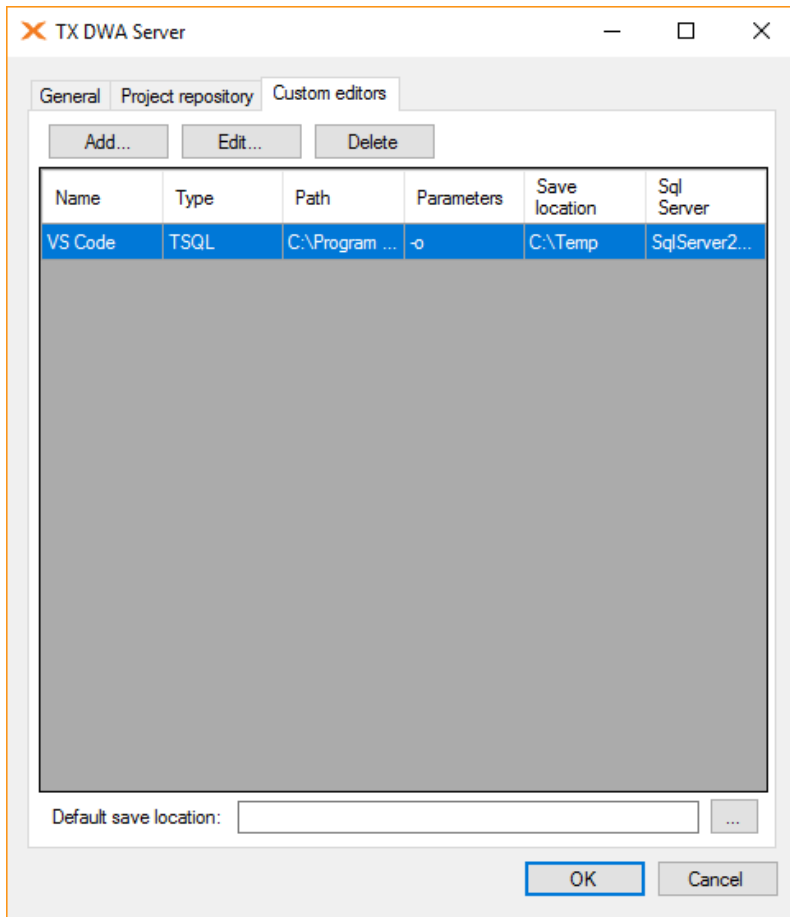 TX DWA Server
General Project repository Custom editors
Add... Edit... Delete
Name Type Path Parameters Save location Sql Server
VS Code TSQL C:\Program ... -o C:\Temp SqlServer2...
Default save location: ...
OK Cancel